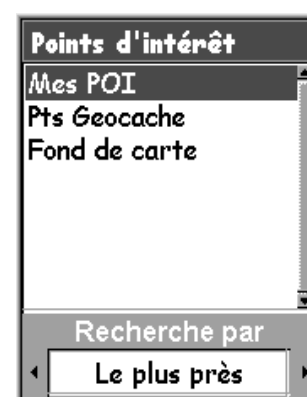 Points d'intérêt
Mes POI
Pts Geocache
Fond de carte
Recherche par
Le plus près